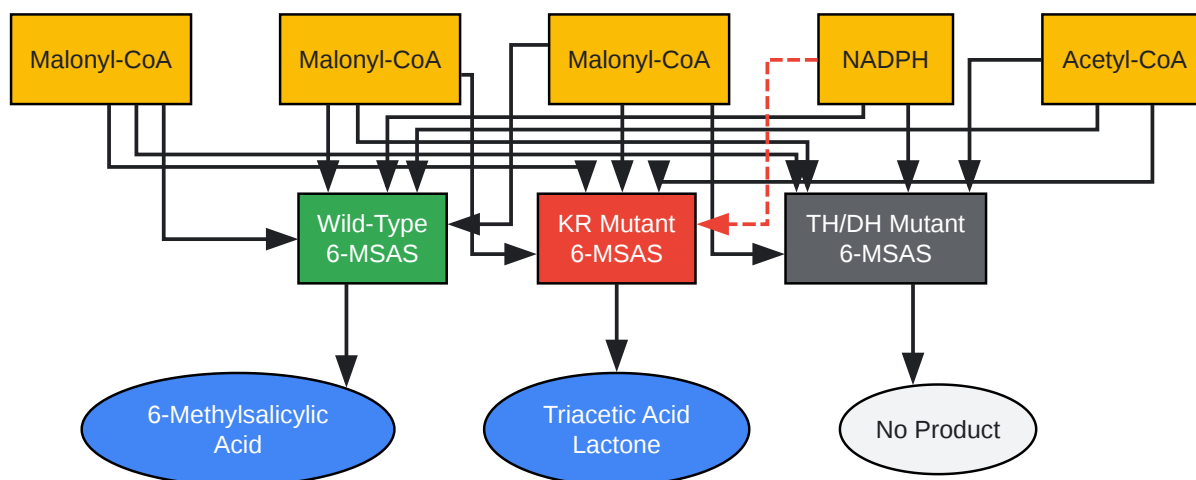 Malonyl-CoA
Malonyl-CoA
Malonyl-CoA
NADPH
Acetyl-CoA
Wild-Type
6-MSAS
KR Mutant
6-MSAS
TH/DH Mutant
6-MSAS
6-Methylsalicylic
Acid
Triacetic Acid
Lactone
No Product